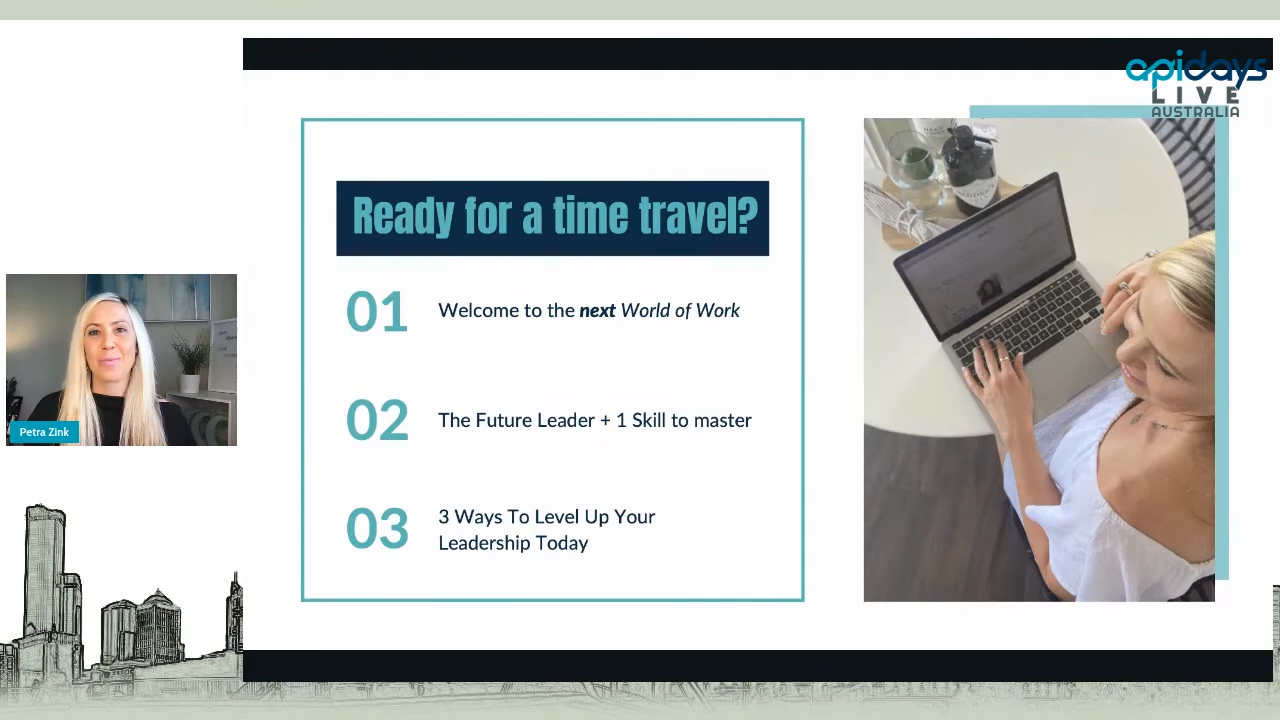 apidays
LIVE
AUSTRALIA
Ready for a time travel?
01
Welcome to the next World of Work
02
The Future Leader + 1 Skill to master
03
3 Ways To Level Up Your
Leadership Today
Petra Zink